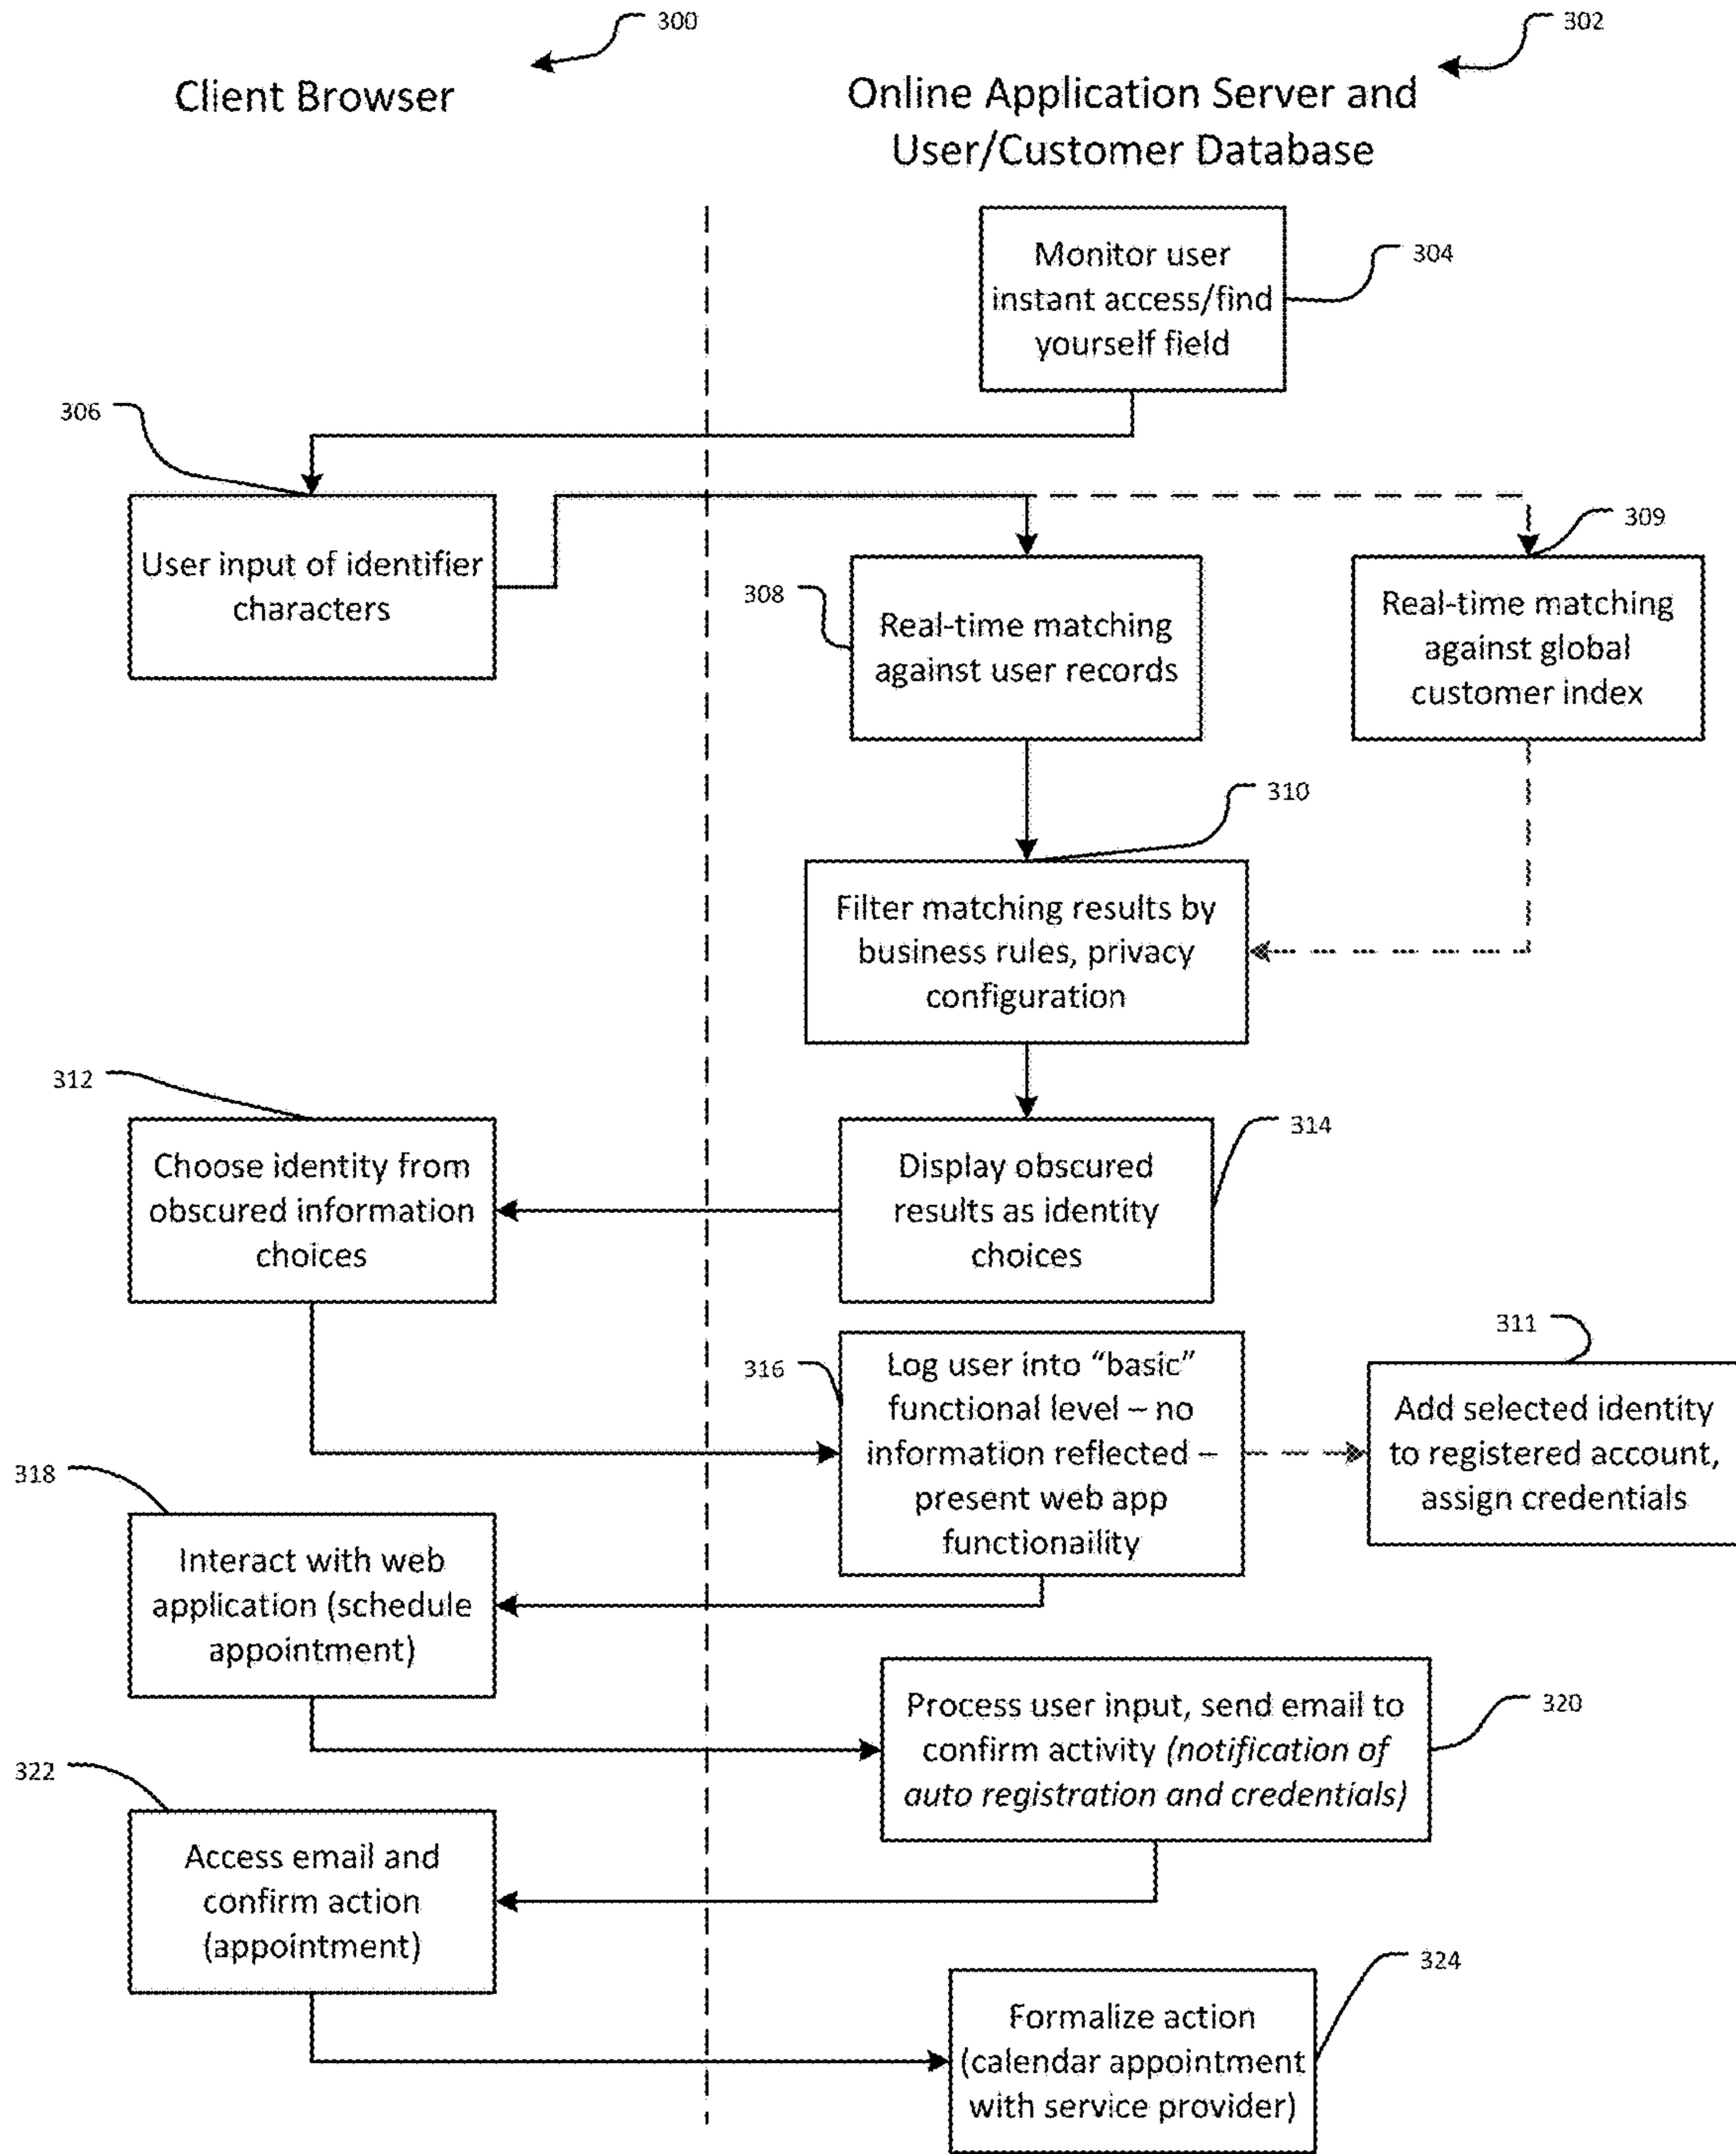 300
302
Client Browser
Online Application Server and
User/Customer Database
Monitor user
instant access/find
yourself field
304
306
User input of identifier
characters
308
Real-time matching
against user records
309
Real-time matching
against global
customer index
310
Filter matching results by
business rules, privacy
configuration
312
Choose identity from
obscured information
choices
Display obscured
results as identity
choices
314
316
Log user into “basic”
functional level – no
information reflected –
present web app
functionaility
311
Add selected identity
to registered account,
assign credentials
318
Interact with web
application (schedule
appointment)
Process user input, send email to
confirm activity (notification of
auto registration and credentials)
320
322
Access email and
confirm action
(appointment)
324
Formalize action
(calendar appointment
with service provider)